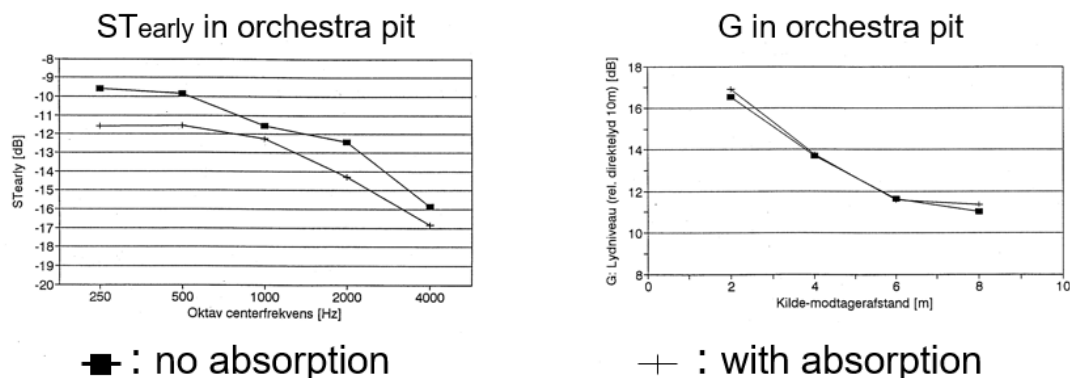 STearly in orchestra pit
STearly [dB]
-8
-9
-10
-11
-12
-13
-14
-15
-16
-17
-18
-19
-20
250 500 1000 2000 4000
Oktav centerfrekvens [Hz]
G in orchestra pit
G: Lydniveau (rel. direktelyd 10m) [dB]
18
16
14
12
10
8
0 2 4 6 8 10
Kilde-modtagerafstand [m]
: no absorption
: with absorption